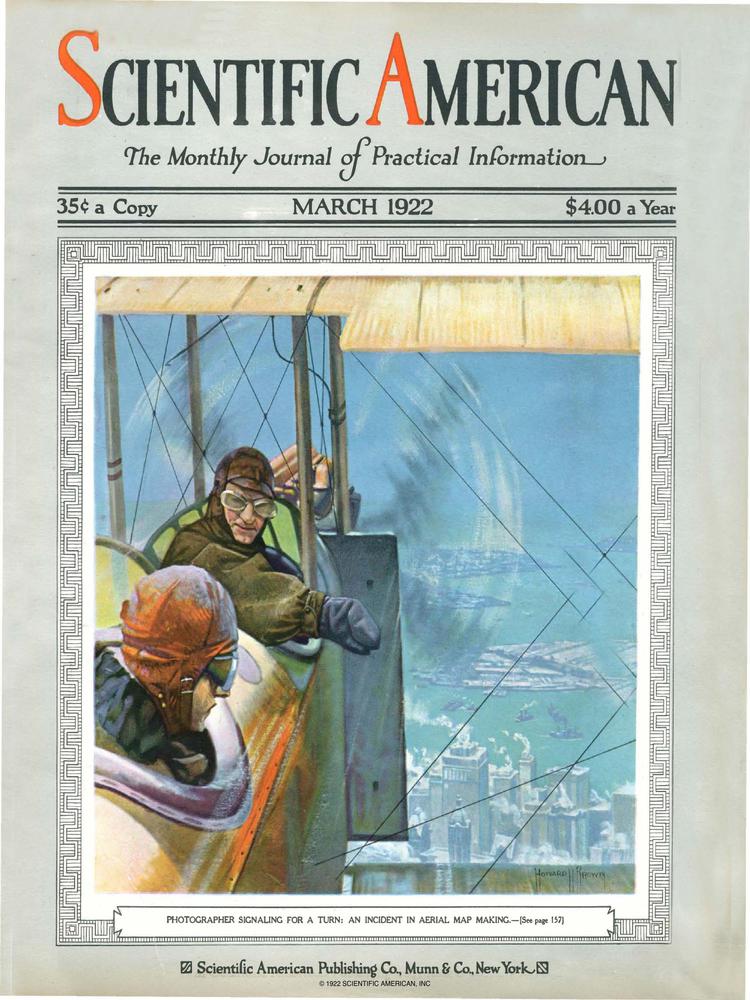 SCIENTIFIC AMERICAN
The Monthly Journal of Practical Information
35¢ a Copy MARCH 1922 $4.00 a Year
HOWARD H BROWN
PHOTOGRAPHER SIGNALING FOR A TURN: AN INCIDENT IN AERIAL MAP MAKING.—[See page 157]
Scientific American Publishing Co., Munn & Co., New York
© 1922 SCIENTIFIC AMERICAN, INC